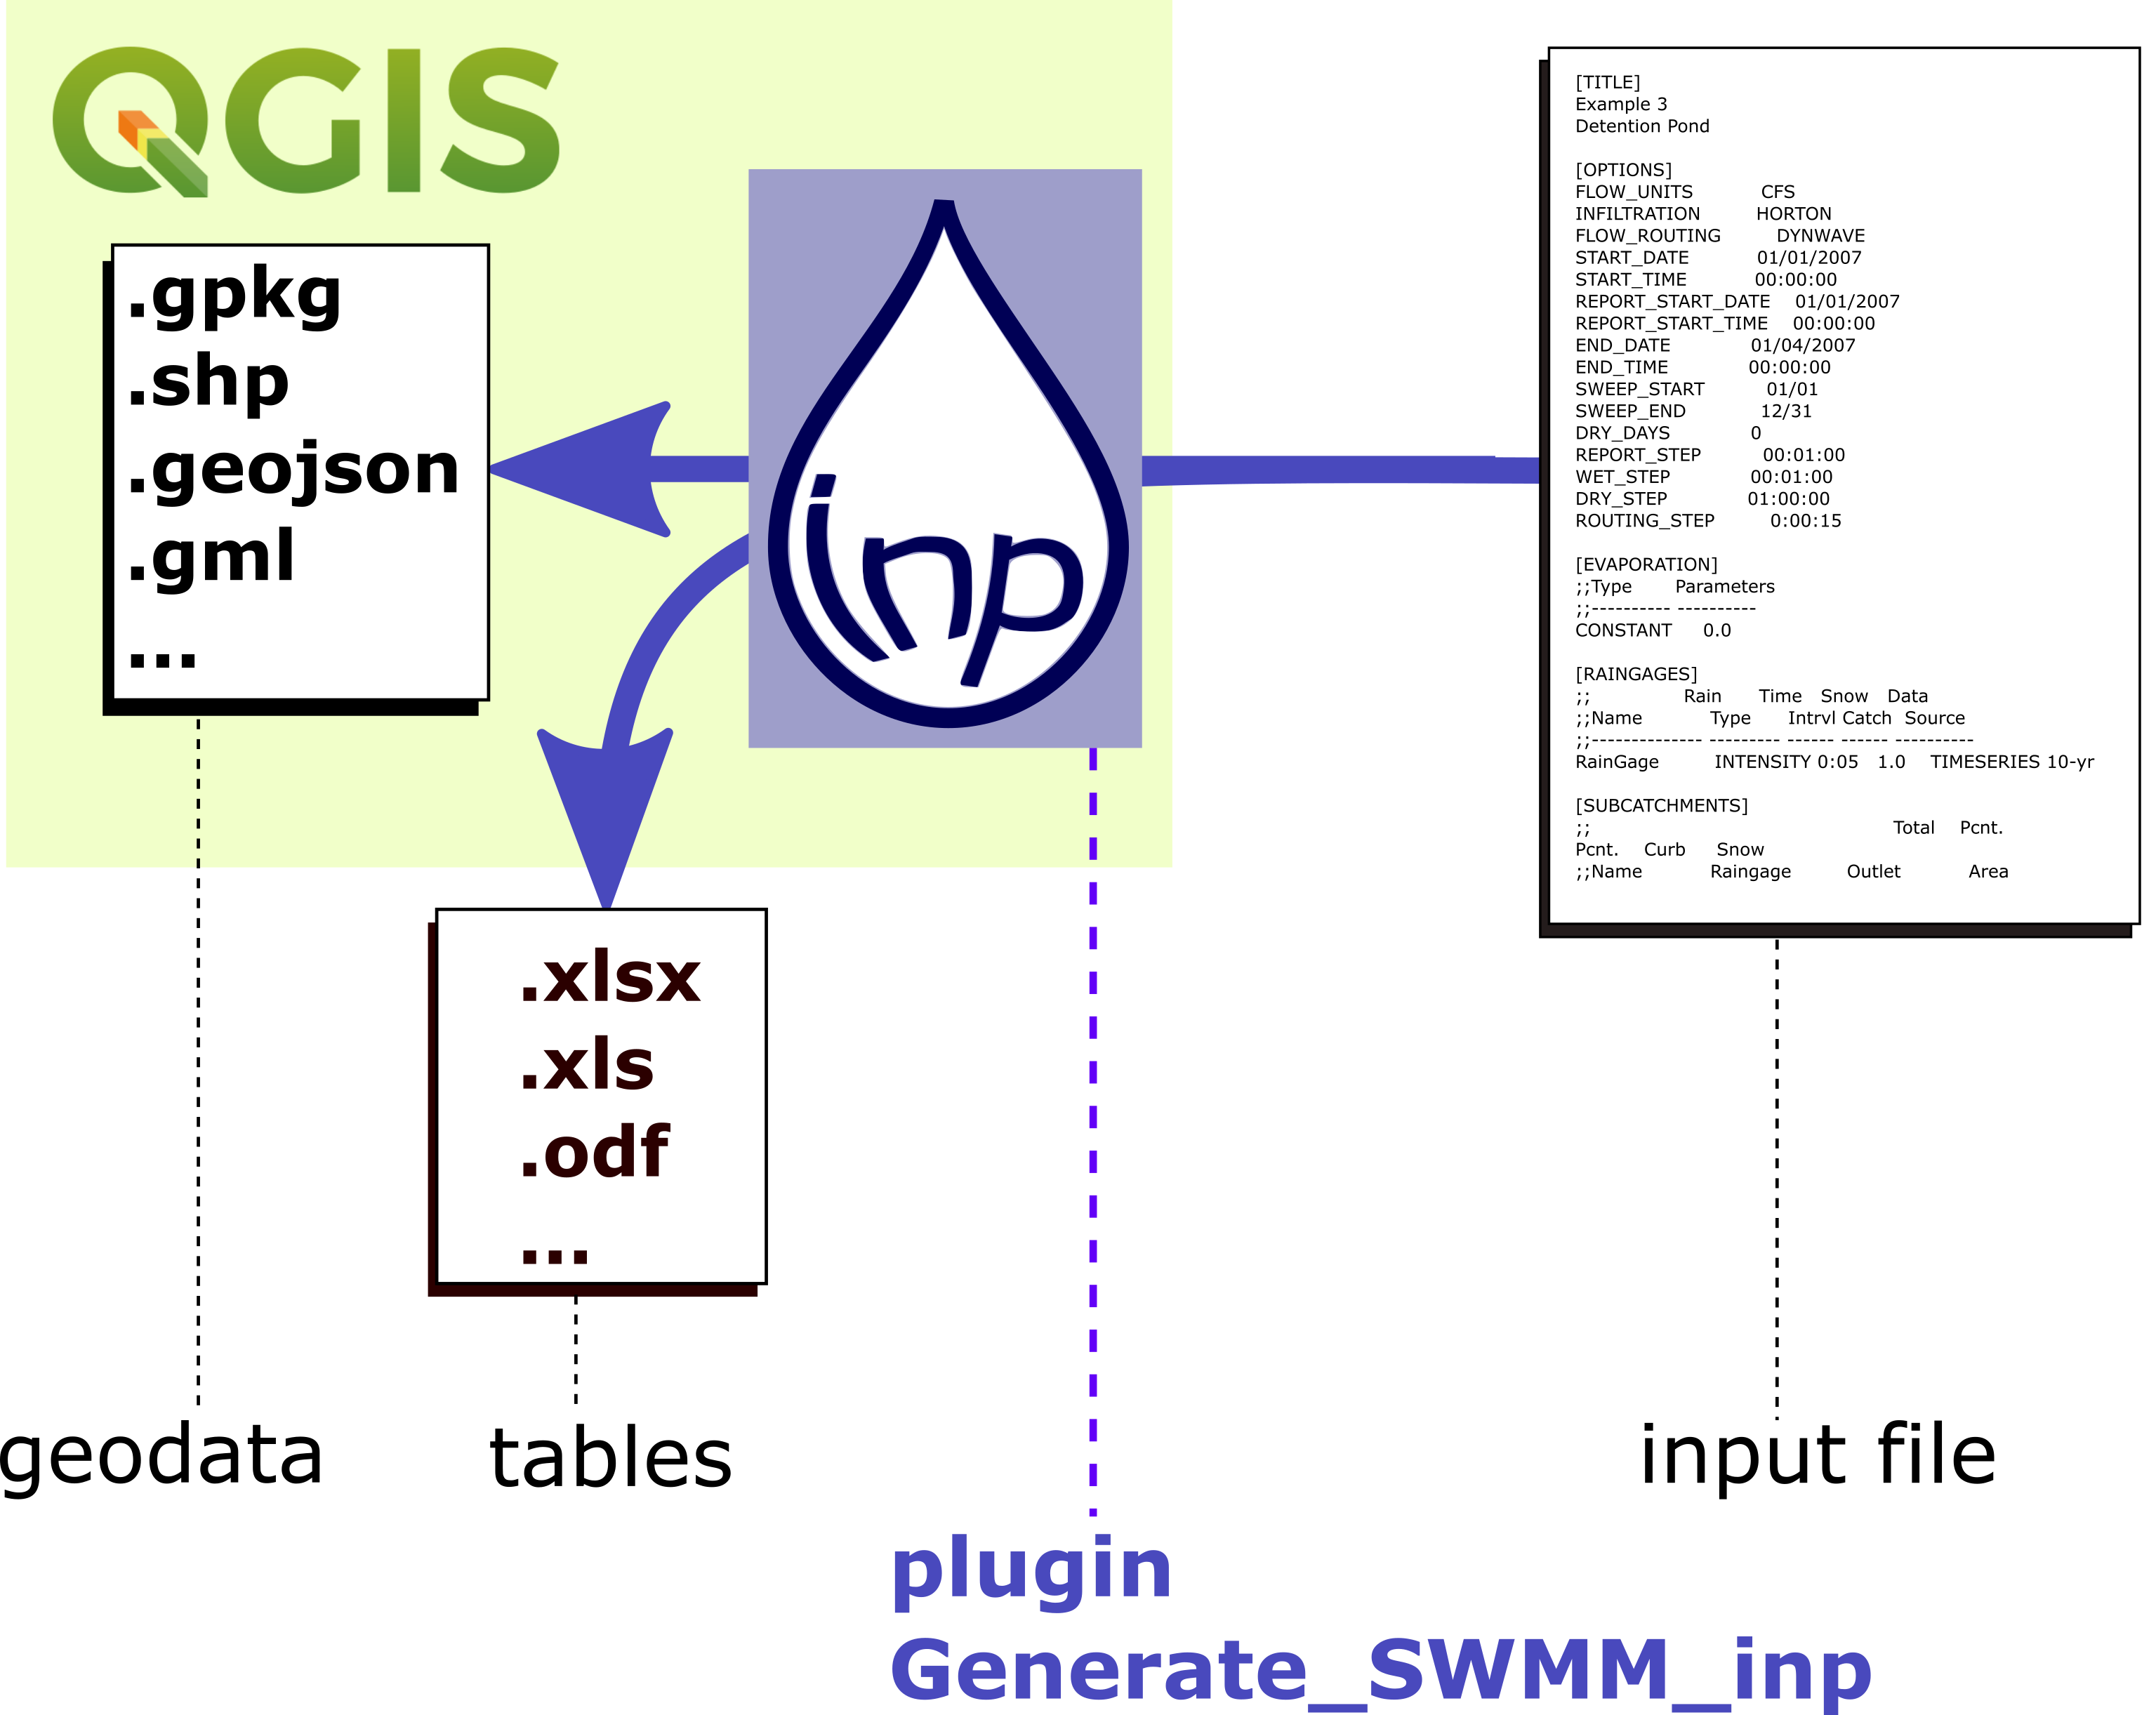 QGIS
.gpkg
.shp
.geojson
.gml
...
inp
[TITLE]
Example 3
Detention Pond
[OPTIONS]
FLOW_UNITS CFS
INFILTRATION HORTON
FLOW_ROUTING DYNWAVE
START_DATE 01/01/2007
START_TIME 00:00:00
REPORT_START_DATE 01/01/2007
REPORT_START_TIME 00:00:00
END_DATE 01/04/2007
END_TIME 00:00:00
SWEEP_START 01/01
SWEEP_END 12/31
DRY_DAYS 0
REPORT_STEP 00:01:00
WET_STEP 00:01:00
DRY_STEP 01:00:00
ROUTING_STEP 0:00:15
[EVAPORATION]
;;Type Parameters
;;---------- ----------
CONSTANT 0.0
[RAINGAGES]
;; Rain Time Snow Data
;;Name Type Intrvl Catch Source
;;-------------- --------- ------ ------ ----------
RainGage INTENSITY 0:05 1.0 TIMESERIES 10-yr
[SUBCATCHMENTS]
;; Total Pcnt.
Pcnt. Curb Snow
;;Name Raingage Outlet Area
.xlsx
.xls
.odf
...
geodata
tables
input file
plugin
Generate_SWMM_inp